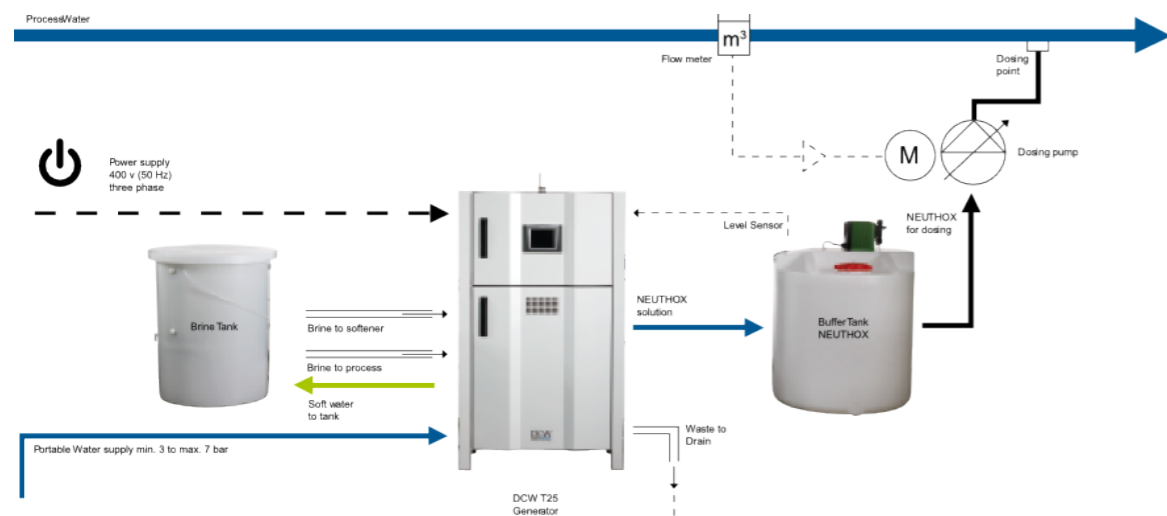 ProcessWater
m³
Flow meter
Dosing
point
Power supply
400 v (50 Hz)
three phase
M
Dosing pump
NEUTHOX
for dosing
Level Sensor
Brine Tank
Brine to softener
NEUTHOX
solution
BufferTank
NEUTHOX
Brine to process
Soft water
to tank
Portable Water supply min. 3 to max. 7 bar
DCW
Waste to
Drain
DCW T25
Generator